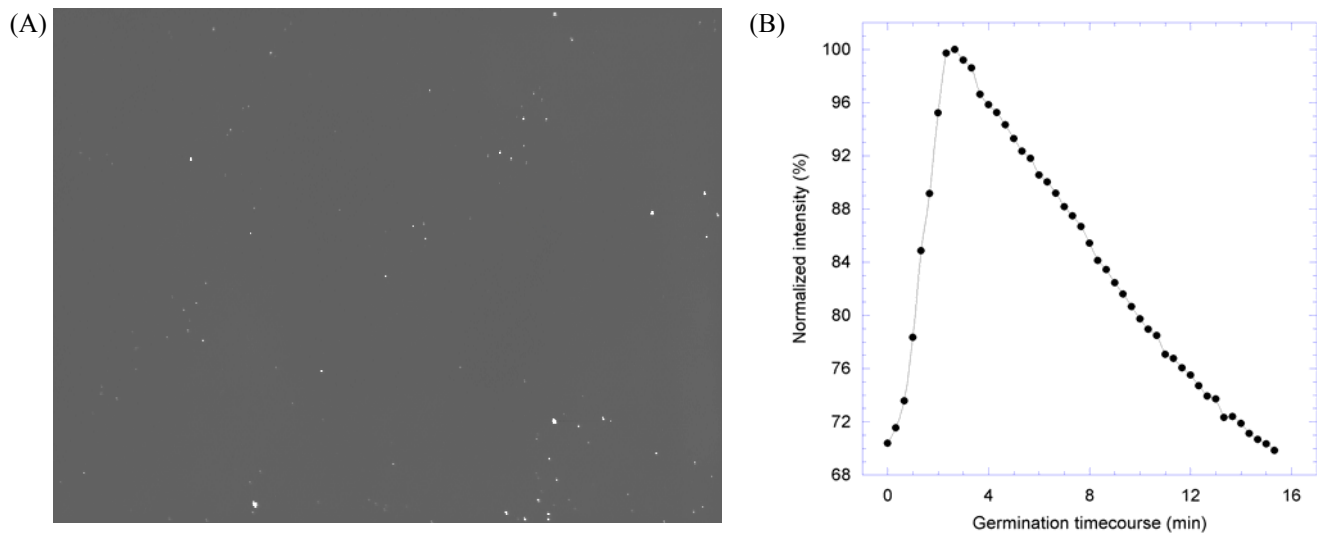 (A)
(B)
100
96
92
88
84
80
76
72
68
Normalized intensity (%)
0 4 8 12 16
Germination timecourse (min)